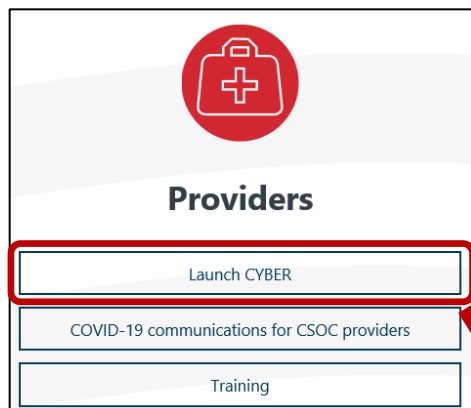 Providers
Launch CYBER
COVID-19 communications for CSOC providers
Training